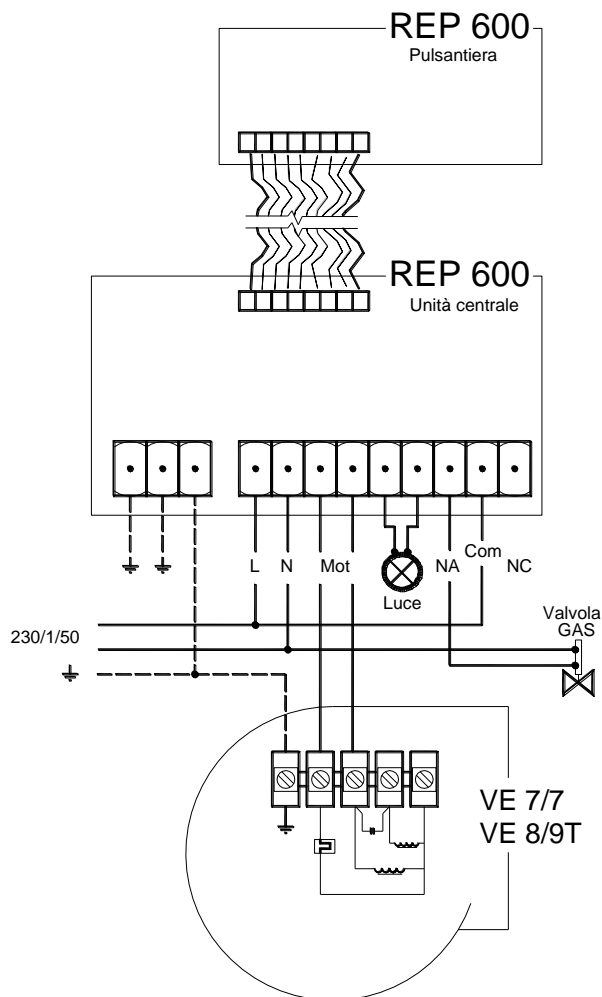 REP 600
Pulsantiera
REP 600
Unità centrale
L N Mot NA Com NC
Luce
Valvola
GAS
230/1/50
VE 7/7
VE 8/9T